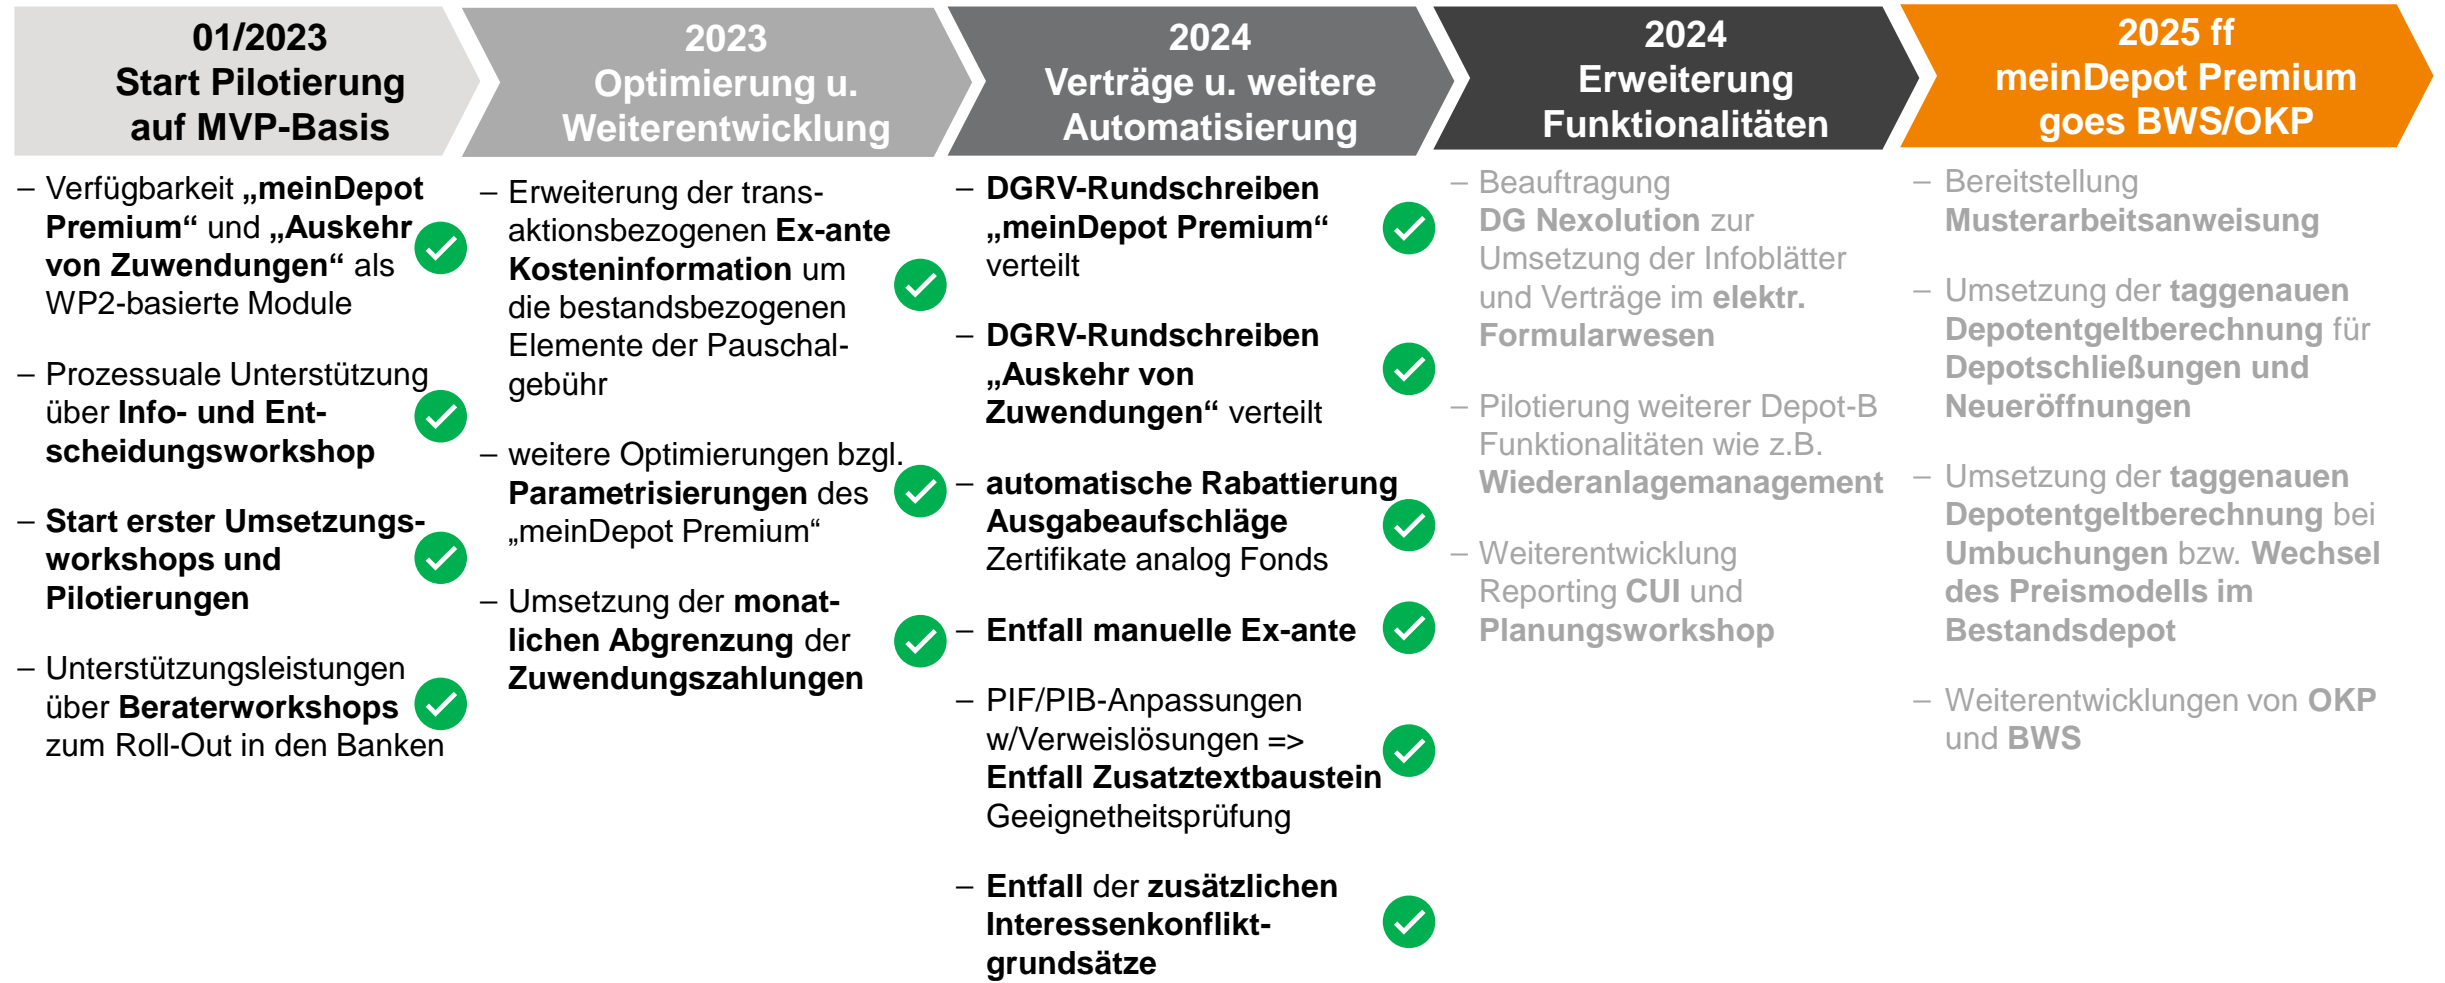 01/2023
Start Pilotierung
auf MVP-Basis
– Verfügbarkeit „meinDepot
Premium“ und „Auskehr
von Zuwendungen“ als
WP2-basierte Module
– Prozessuale Unterstützung
über Info- und Ent-
scheidungsworkshop
– Start erster Umsetzungs-
workshops und
Pilotierungen
– Unterstützungsleistungen
über Beraterworkshops
zum Roll-Out in den Banken
2023
Optimierung u.
Weiterentwicklung
– Erweiterung der trans-
aktionsbezogenen Ex-ante
Kosteninformation um
die bestandsbezogenen
Elemente der Pauschal-
gebühr
– weitere Optimierungen bzgl.
Parametrisierungen des
„meinDepot Premium“
– Umsetzung der monat-
lichen Abgrenzung der
Zuwendungszahlungen
2024
Verträge u. weitere
Automatisierung
– DGRV-Rundschreiben
„meinDepot Premium“
verteilt
– DGRV-Rundschreiben
„Auskehr von
Zuwendungen“ verteilt
– automatische Rabattierung
Ausgabeaufschläge
Zertifikate analog Fonds
– Entfall manuelle Ex-ante
– PIF/PIB-Anpassungen
w/Verweislösungen =>
Entfall Zusatztextbaustein
Geeignetheitsprüfung
– Entfall der zusätzlichen
Interessenkonflikt-
grundsätze
2024
Erweiterung
Funktionalitäten
– Beauftragung
DG Nexolution zur
Umsetzung der Infoblätter
und Verträge im elektr.
Formularwesen
– Pilotierung weiterer Depot-B
Funktionalitäten wie z.B.
Wiederanlagemanagement
– Weiterentwicklung
Reporting CUI und
Planungsworkshop
2025 ff
meinDepot Premium
goes BWS/OKP
– Bereitstellung
Musterarbeitsanweisung
– Umsetzung der taggenauen
Depotentgeltberechnung für
Depotschließungen und
Neueröffnungen
– Umsetzung der taggenauen
Depotentgeltberechnung bei
Umbuchungen bzw. Wechsel
des Preismodells im
Bestandsdepot
– Weiterentwicklungen von OKP
und BWS